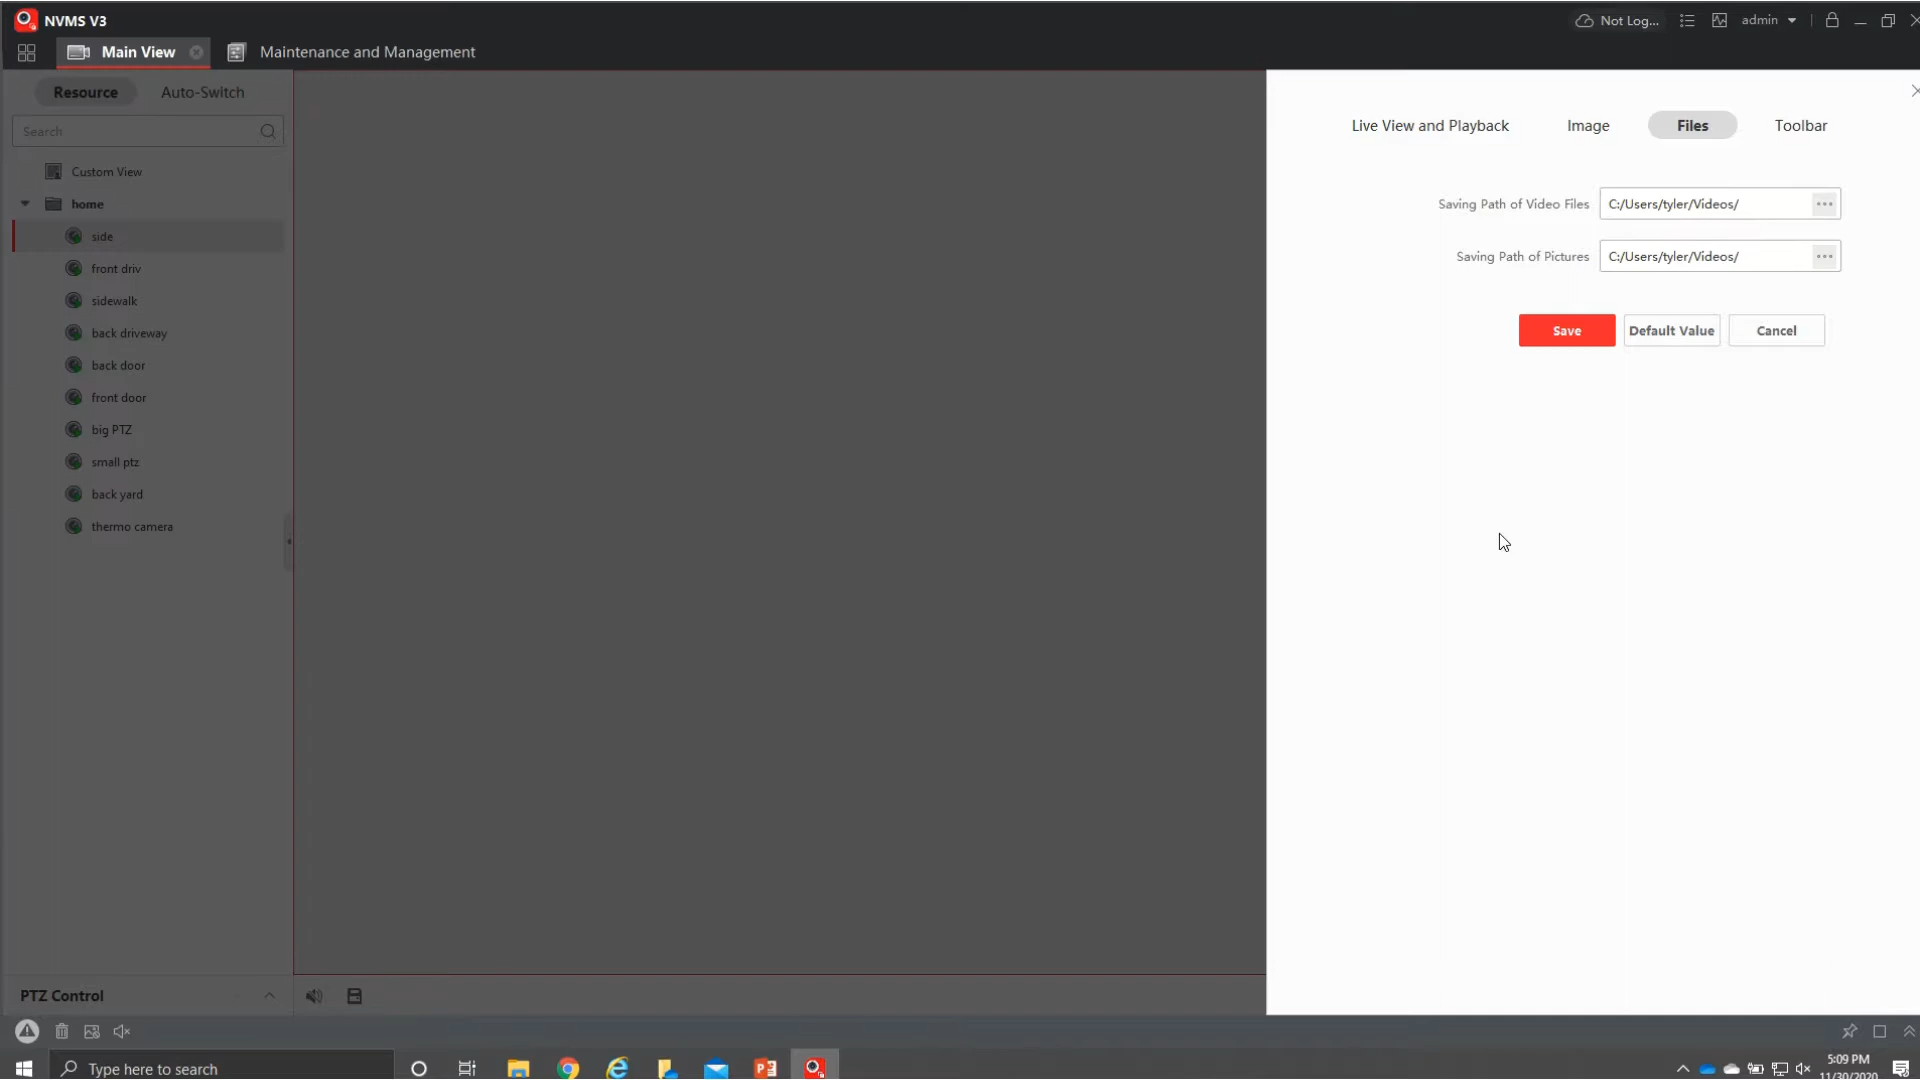 NVMS V3
Not Log...
admin
Main View
Maintenance and Management
Resource
Auto-Switch
Search
Custom View
home
side
front driv
sidewalk
back driveway
back door
front door
big PTZ
small ptz
back yard
thermo camera
PTZ Control
Live View and Playback
Image
Files
Toolbar
Saving Path of Video Files
C:/Users/tyler/Videos/
Saving Path of Pictures
C:/Users/tyler/Videos/
Save
Default Value
Cancel
Type here to search
5:09 PM
11/30/2020